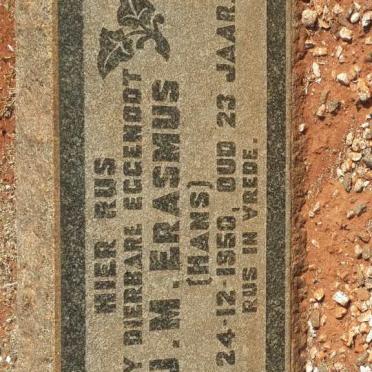 HIER RUS
Y DIERBARE EGGENOOT
J. M. ERASMUS
(HANS)
24-12-1950, OUD 23 JAAR.
RUS IN VREDE.